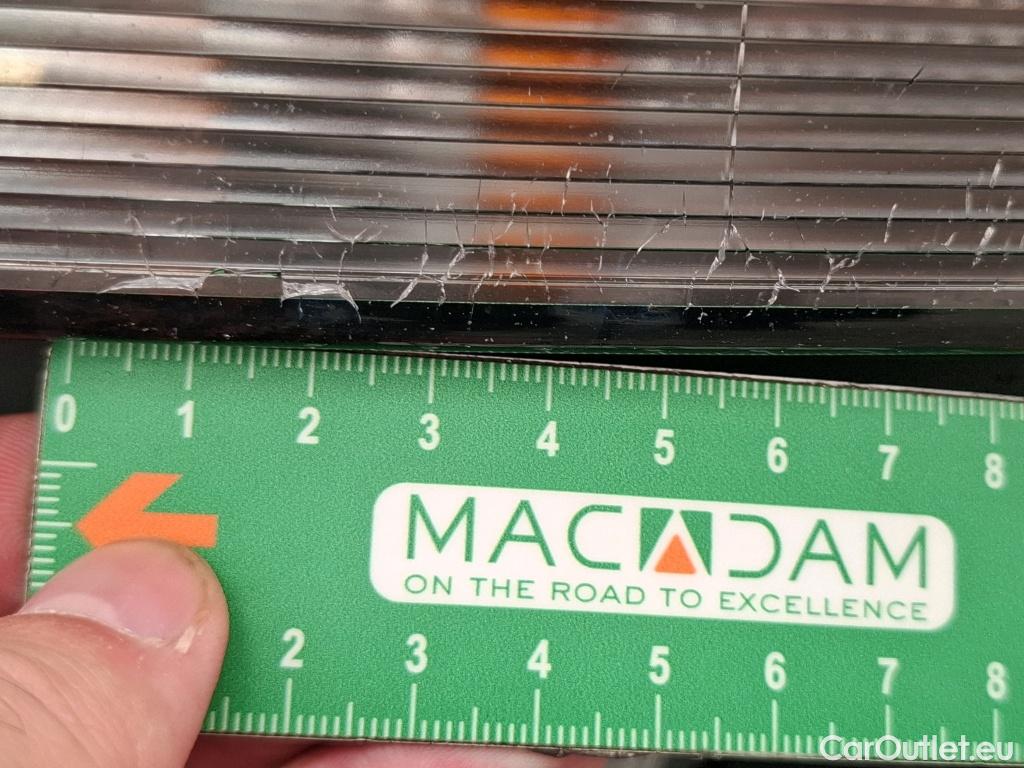 0 1 2 3 4 5 6 7 8
MACADAM
ON THE ROAD TO EXCELLENCE
2 3 4 5 6 7 8
CarOutlet.eu